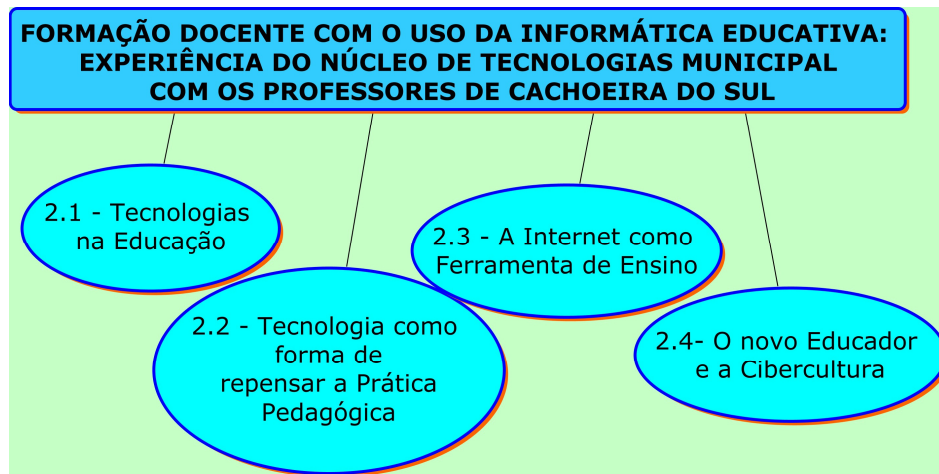 FORMAÇÃO DOCENTE COM O USO DA INFORMÁTICA EDUCATIVA:
EXPERIÊNCIA DO NÚCLEO DE TECNOLOGIAS MUNICIPAL
COM OS PROFESSORES DE CACHOEIRA DO SUL
2.1 - Tecnologias
na Educação
2.2 - Tecnologia como
forma de
repensar a Prática
Pedagógica
2.3 - A Internet como
Ferramenta de Ensino
2.4- O novo Educador
e a Cibercultura